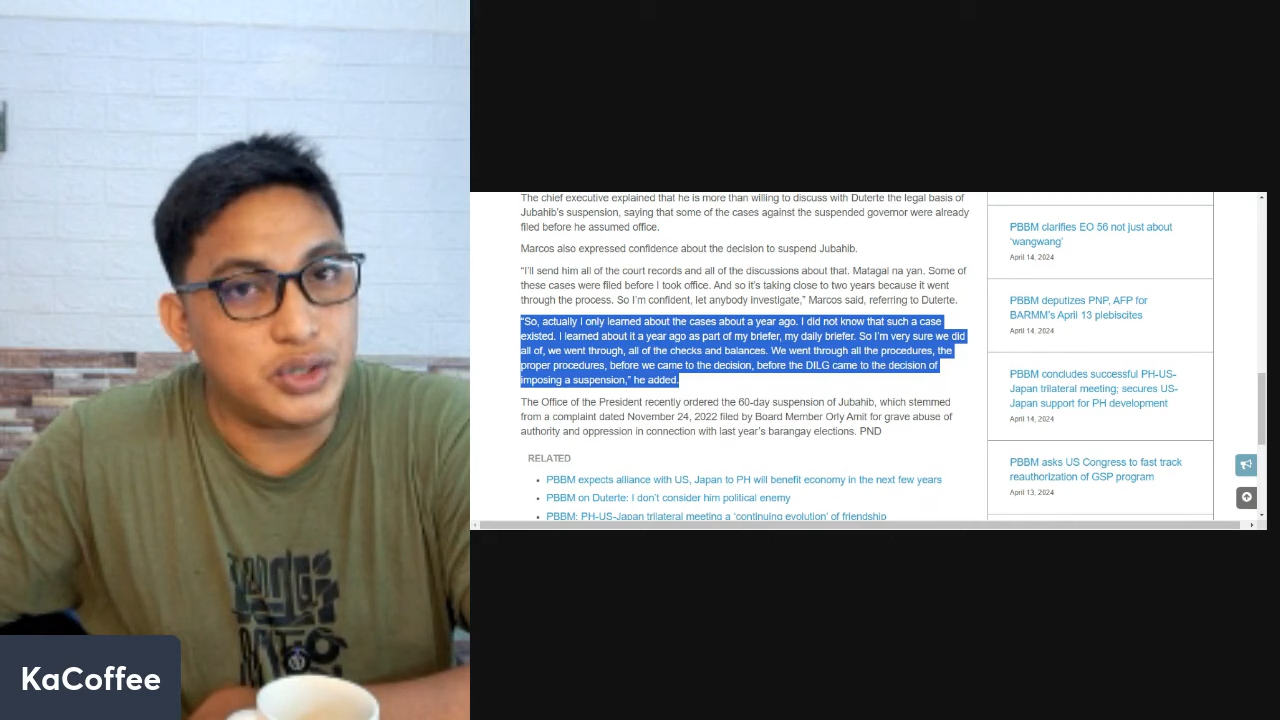 KaCoffee
The chief executive explained that he is more than willing to discuss with Duterte the legal basis of
Jubahib's suspension, saying that some of the cases against the suspended governor were already
filed before he assumed office.
Marcos also expressed confidence about the decision to suspend Jubahib.
“I'll send him all of the court records and all of the discussions about that. Matagal na yan. Some of
these cases were filed before I took office. And so it's taking close to two years because it went
through the process. So I'm confident, let anybody investigate,” Marcos said, referring to Duterte.
“So, actually I only learned about the cases about a year ago. I did not know that such a case
existed. I learned about it a year ago as part of my briefer, my daily briefer. So I'm very sure we did
all of, we went through, all of the checks and balances. We went through all the procedures, the
proper procedures, before we came to the decision, before the DILG came to the decision of
imposing a suspension,” he added.
The Office of the President recently ordered the 60-day suspension of Jubahib, which stemmed
from a complaint dated November 24, 2022 filed by Board Member Orly Amit for grave abuse of
authority and oppression in connection with last year's barangay elections. PND
RELATED
PBBM expects alliance with US, Japan to PH will benefit economy in the next few years
PBBM on Duterte: I don't consider him political enemy
PBBM: PH-US-Japan trilateral meeting a ‘continuing evolution’ of friendship
PBBM clarifies EO 56 not just about
‘wangwang’
April 14, 2024
PBBM deputizes PNP, AFP for
BARMM's April 13 plebiscites
April 14, 2024
PBBM concludes successful PH-US-
Japan trilateral meeting; secures US-
Japan support for PH development
April 14, 2024
PBBM asks US Congress to fast track
reauthorization of GSP program
April 13, 2024